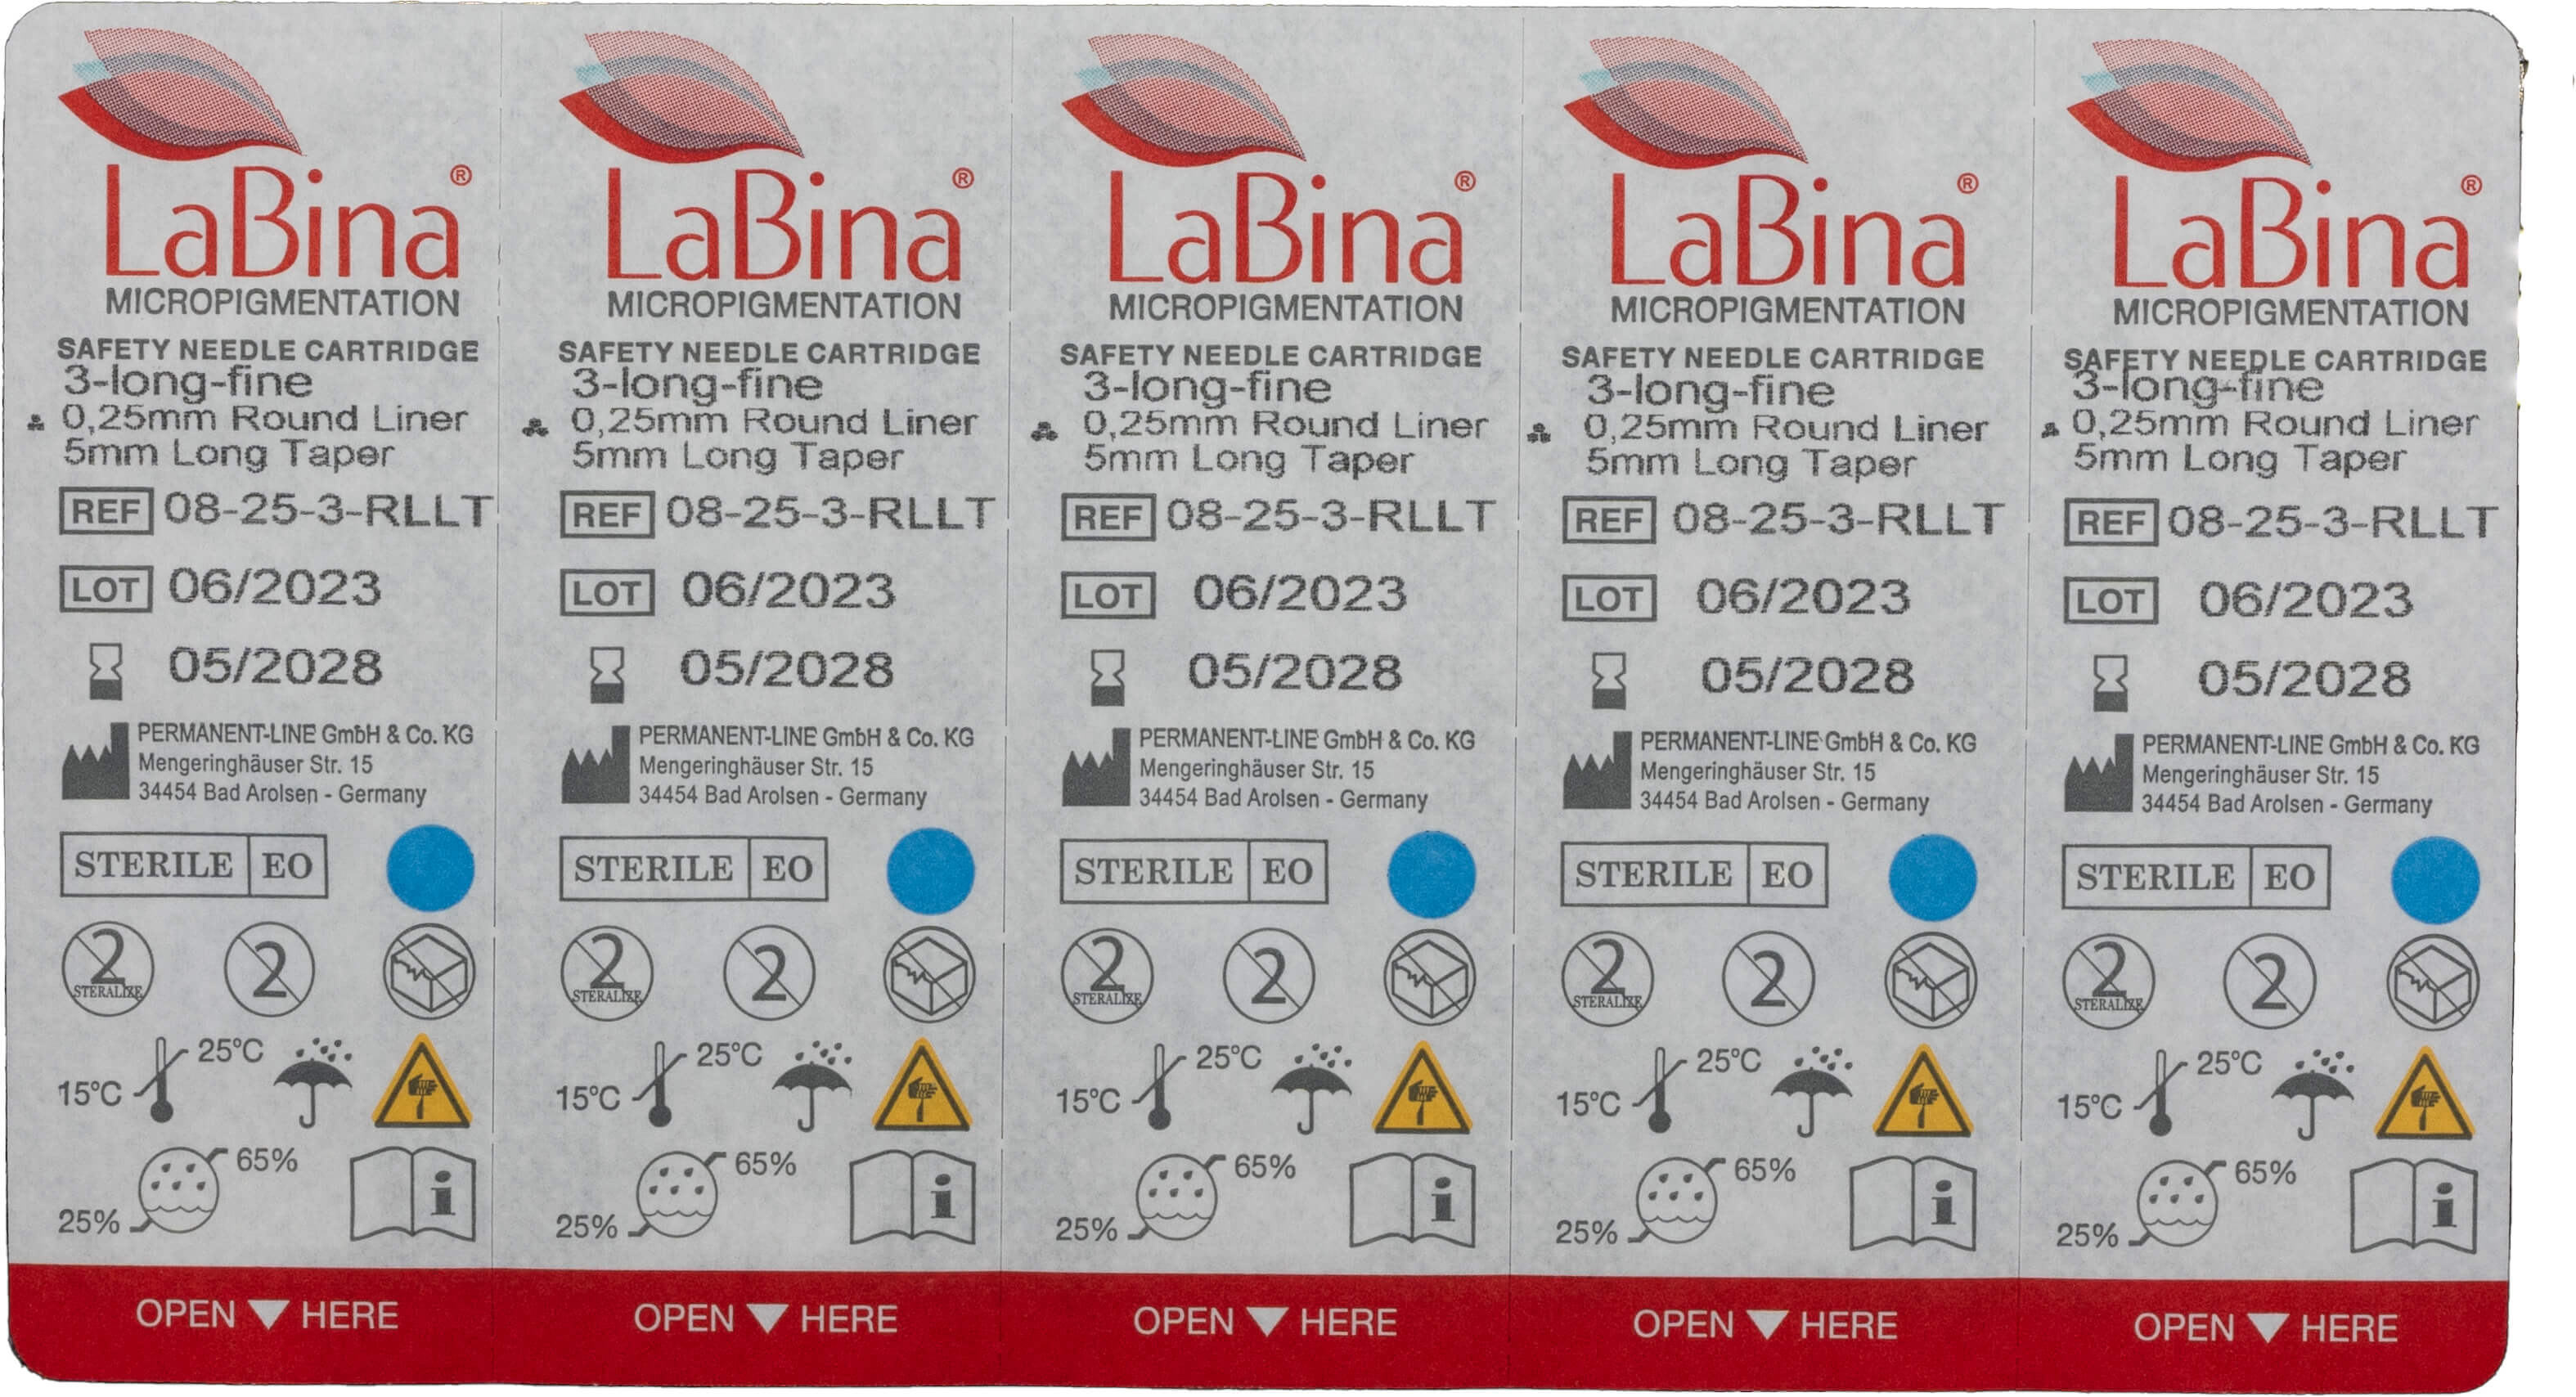 LaBina®
MICROPIGMENTATION
SAFETY NEEDLE CARTRIDGE
3-long-fine
0,25mm Round Liner
5mm Long Taper
REF 08-25-3-RLLT
LOT 06/2023
05/2028
PERMANENT-LINE GmbH & Co. KG
Mengeringhäuser Str. 15
34454 Bad Arolsen - Germany
STERILE EO
2 STERALIZE 2
15°C 25°C
25% 65% i
OPEN HERE
LaBina®
MICROPIGMENTATION
SAFETY NEEDLE CARTRIDGE
3-long-fine
0,25mm Round Liner
5mm Long Taper
REF 08-25-3-RLLT
LOT 06/2023
05/2028
PERMANENT-LINE GmbH & Co. KG
Mengeringhäuser Str. 15
34454 Bad Arolsen - Germany
STERILE EO
2 STERALIZE 2
15°C 25°C
25% 65% i
OPEN HERE
LaBina®
MICROPIGMENTATION
SAFETY NEEDLE CARTRIDGE
3-long-fine
0,25mm Round Liner
5mm Long Taper
REF 08-25-3-RLLT
LOT 06/2023
05/2028
PERMANENT-LINE GmbH & Co. KG
Mengeringhäuser Str. 15
34454 Bad Arolsen - Germany
STERILE EO
2 STERALIZE 2
15°C 25°C
25% 65% i
OPEN HERE
LaBina®
MICROPIGMENTATION
SAFETY NEEDLE CARTRIDGE
3-long-fine
0,25mm Round Liner
5mm Long Taper
REF 08-25-3-RLLT
LOT 06/2023
05/2028
PERMANENT-LINE GmbH & Co. KG
Mengeringhäuser Str. 15
34454 Bad Arolsen - Germany
STERILE EO
2 STERALIZE 2
15°C 25°C
25% 65% i
OPEN HERE
LaBina®
MICROPIGMENTATION
SAFETY NEEDLE CARTRIDGE
3-long-fine
0,25mm Round Liner
5mm Long Taper
REF 08-25-3-RLLT
LOT 06/2023
05/2028
PERMANENT-LINE GmbH & Co. KG
Mengeringhäuser Str. 15
34454 Bad Arolsen - Germany
STERILE EO
2 STERALIZE 2
15°C 25°C
25% 65% i
OPEN HERE